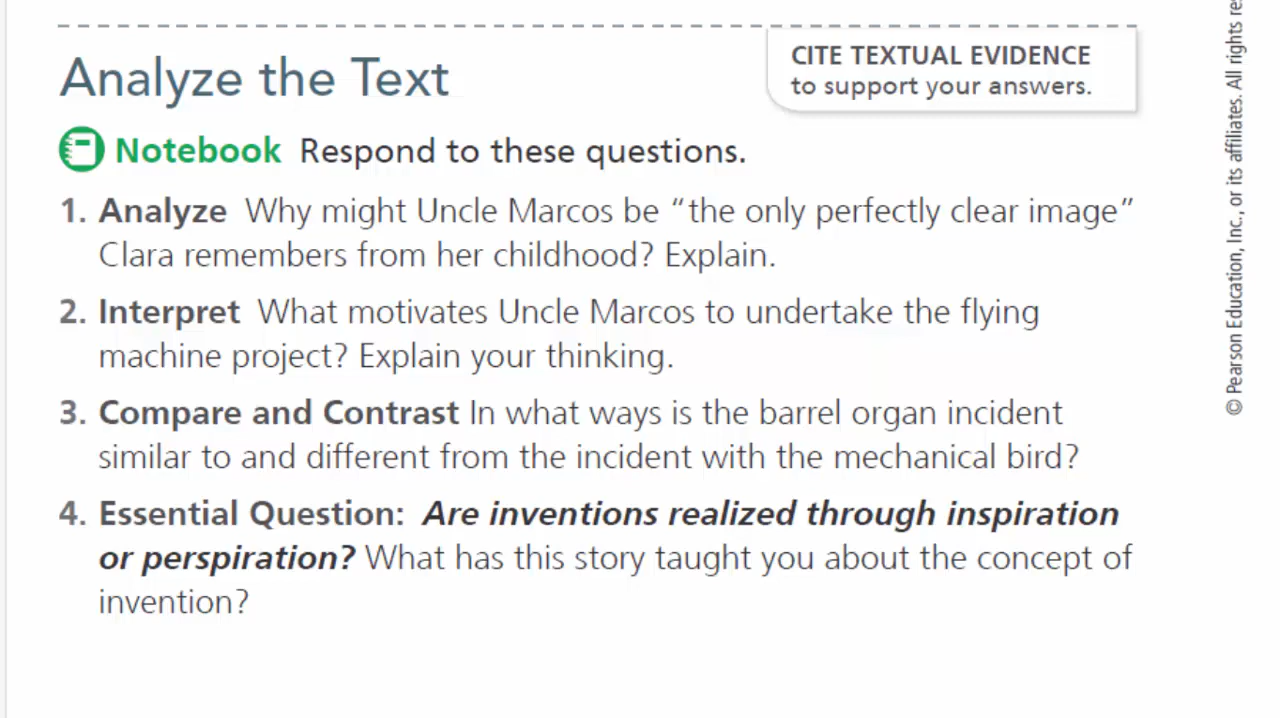 Analyze the Text
CITE TEXTUAL EVIDENCE
to support your answers.
Notebook Respond to these questions.
1. Analyze Why might Uncle Marcos be “the only perfectly clear image”
Clara remembers from her childhood? Explain.
2. Interpret What motivates Uncle Marcos to undertake the flying
machine project? Explain your thinking.
3. Compare and Contrast In what ways is the barrel organ incident
similar to and different from the incident with the mechanical bird?
4. Essential Question: Are inventions realized through inspiration
or perspiration? What has this story taught you about the concept of
invention?
© Pearson Education, Inc., or its affiliates. All rights